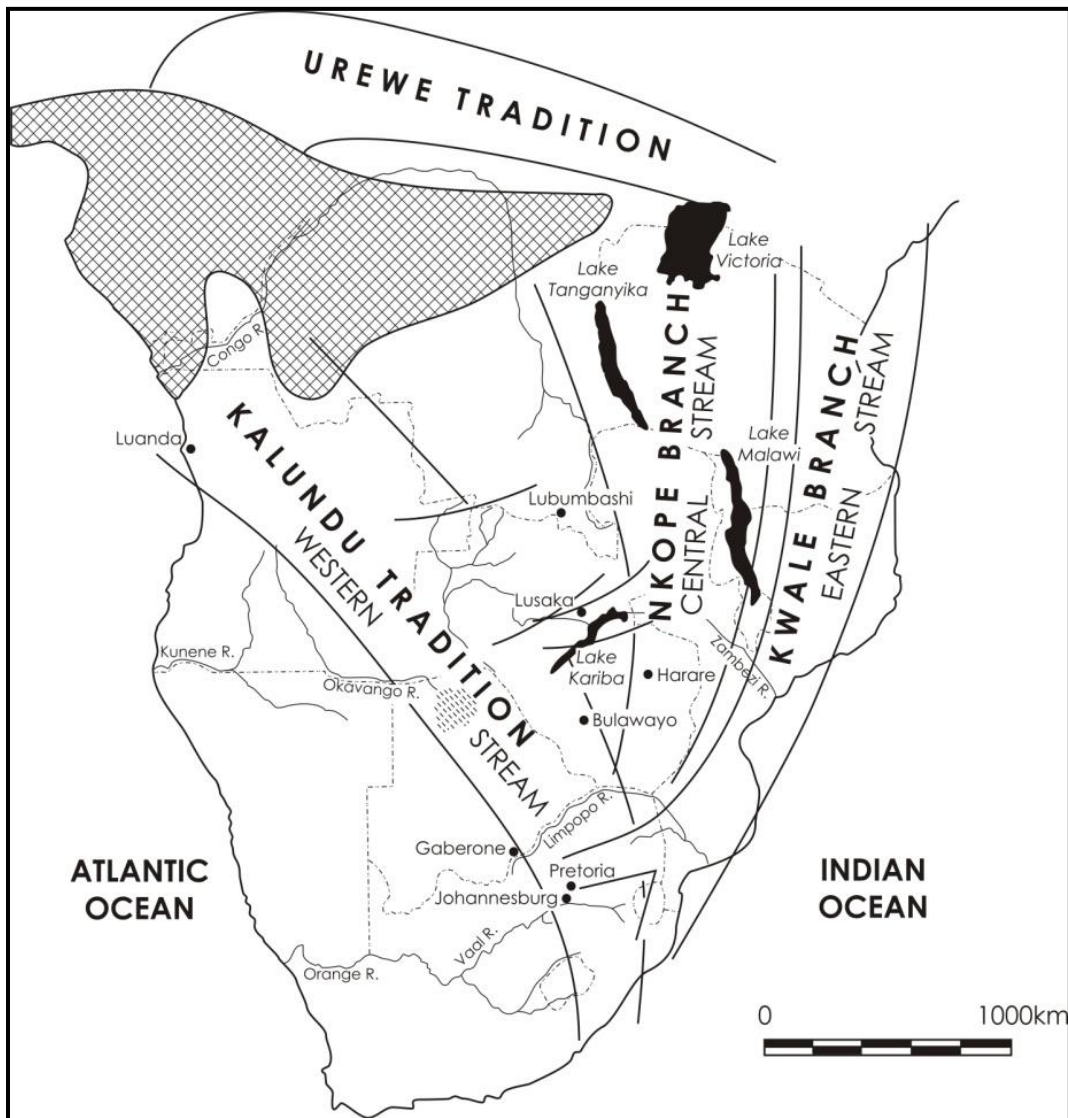 UREWE TRADITION
Lake
Victoria
Lake
Tanganyika
Congo R.
KALUNDU TRADITION
WESTERN STREAM
NKOPE BRANCH
CENTRAL STREAM
Lake
Malawi
KWALE BRANCH
EASTERN STREAM
Luanda
Lubumbashi
Lusaka
Lake
Kariba
Zambezi R.
Harare
Kunene R.
Okavango R.
Bulawayo
Limpopo R.
Gaberone
Pretoria
Johannesburg
Vaal R.
Orange R.
ATLANTIC
OCEAN
INDIAN
OCEAN
0 1000km